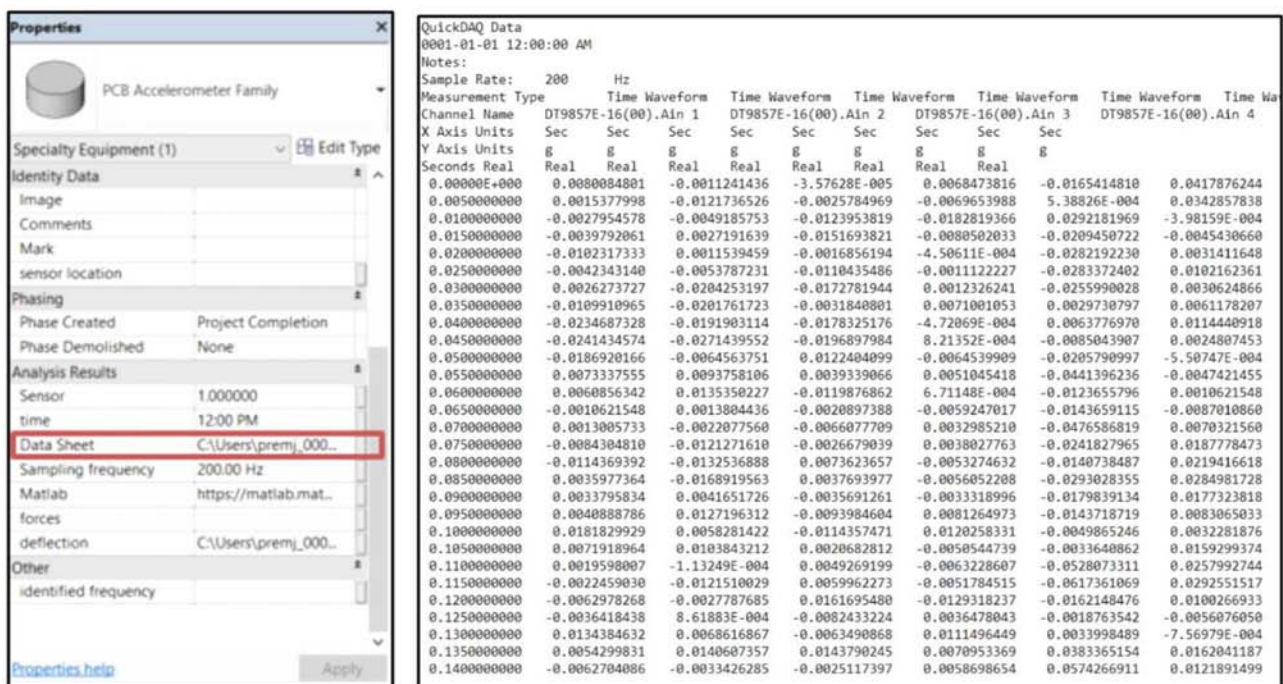 Properties
PCB Accelerometer Family
Specialty Equipment (1) Edit Type
Identity Data
Image
Comments
Mark
sensor location
Phasing
Phase Created Project Completion
Phase Demolished None
Analysis Results
Sensor 1.000000
time 12:00 PM
Data Sheet C:\Users\premj_000...
Sampling frequency 200.00 Hz
Matlab https://matlab.mat...
forces
deflection C:\Users\premj_000...
Other
identified frequency
Properties help Apply
QuickDAQ Data
0001-01-01 12:00:00 AM
Notes:
Sample Rate: 200 Hz
Measurement Type Time Waveform Time Waveform Time Waveform Time Waveform Time Waveform Time Wa
Channel Name DT9857E-16(00).Ain 1 DT9857E-16(00).Ain 2 DT9857E-16(00).Ain 3 DT9857E-16(00).Ain 4
X Axis Units Sec Sec Sec Sec Sec Sec Sec Sec
Y Axis Units g g g g g g g g
Seconds Real Real Real Real Real Real Real Real
0.00000E+000 0.0080084801 -0.0011241436 -3.57628E-005 0.0068473816 -0.0165414810 0.0417876244
0.0050000000 0.0015377998 -0.0121736526 -0.0025784969 -0.0069653988 5.38826E-004 0.0342857838
0.0100000000 -0.0027954578 -0.0049185753 -0.0123953819 -0.0182819366 0.0292181969 -3.98159E-004
0.0150000000 -0.0039792061 0.0027191639 -0.0151693821 -0.0080502033 -0.0209450722 -0.0045430660
0.0200000000 -0.0102317333 0.0011539459 -0.0016856194 -4.50611E-004 -0.0282192230 0.0031411648
0.0250000000 -0.0042343140 -0.0053787231 -0.0110435486 -0.0011122227 -0.0283372402 0.0102162361
0.0300000000 0.0026273727 -0.0204253197 -0.0172781944 0.0012326241 -0.0255990028 0.0030624866
0.0350000000 -0.0109910965 -0.0201761723 -0.0031840801 0.0071001053 0.0029730797 0.0061178207
0.0400000000 -0.0234687328 -0.0191903114 -0.0178325176 -4.72069E-004 0.0063776970 0.0114440918
0.0450000000 -0.0241434574 -0.0271439552 -0.0196897984 8.21352E-004 -0.0085043907 0.0024807453
0.0500000000 -0.0186920166 -0.0064563751 0.0122404099 -0.0064539909 -0.0205790997 -5.50747E-004
0.0550000000 0.0073337555 0.0093758106 0.0039339066 0.0051045418 -0.0441396236 -0.0047421455
0.0600000000 0.0060856342 0.0135350227 -0.0119876862 6.71148E-004 -0.0123655796 0.0010621548
0.0650000000 -0.0010621548 0.0013804436 -0.0020897388 -0.0059247017 -0.0143659115 -0.0087010860
0.0700000000 0.0013005733 -0.0022077560 -0.0066077709 0.0032985210 -0.0476586819 0.0070321560
0.0750000000 -0.0084304810 -0.0121271610 -0.0026679039 0.0038027763 -0.0241827965 0.0187778473
0.0800000000 -0.0114369392 -0.0132536888 0.0073623657 -0.0053274632 -0.0140738487 0.0219416618
0.0850000000 0.0035977364 -0.0168919563 0.0037693977 -0.0056052208 -0.0293028355 0.0284981728
0.0900000000 0.0033795834 0.0041651726 -0.0035691261 -0.0033318996 -0.0179839134 0.0177323818
0.0950000000 0.0040888786 0.0127196312 -0.0093984604 0.0081264973 -0.0143718719 0.0083065033
0.1000000000 0.0181829929 0.0058281422 -0.0114357471 0.0120258331 -0.0049865246 0.0032281876
0.1050000000 0.0071918964 0.0103843212 0.0020682812 -0.0050544739 -0.0033640862 0.0159299374
0.1100000000 0.0019598007 -1.13249E-004 0.0049269199 -0.0063228607 -0.0528073311 0.0257992744
0.1150000000 -0.0022459030 -0.0121510029 0.0059962273 -0.0051784515 -0.0617361069 0.0292551517
0.1200000000 -0.0062978268 -0.0027787685 0.0161695480 -0.0129318237 -0.0162148476 0.0100266933
0.1250000000 -0.0036418438 8.61883E-004 -0.0082433224 0.0036478043 -0.0018763542 -0.0056076050
0.1300000000 0.0134384632 0.0068616867 -0.0063490868 0.0111496449 0.0033998489 -7.56979E-004
0.1350000000 0.0054299831 0.0140607357 0.0143790245 0.0070953369 0.0383365154 0.0162041187
0.1400000000 -0.0062704086 -0.0033426285 -0.0025117397 0.0058698654 0.0574266911 0.0121891499